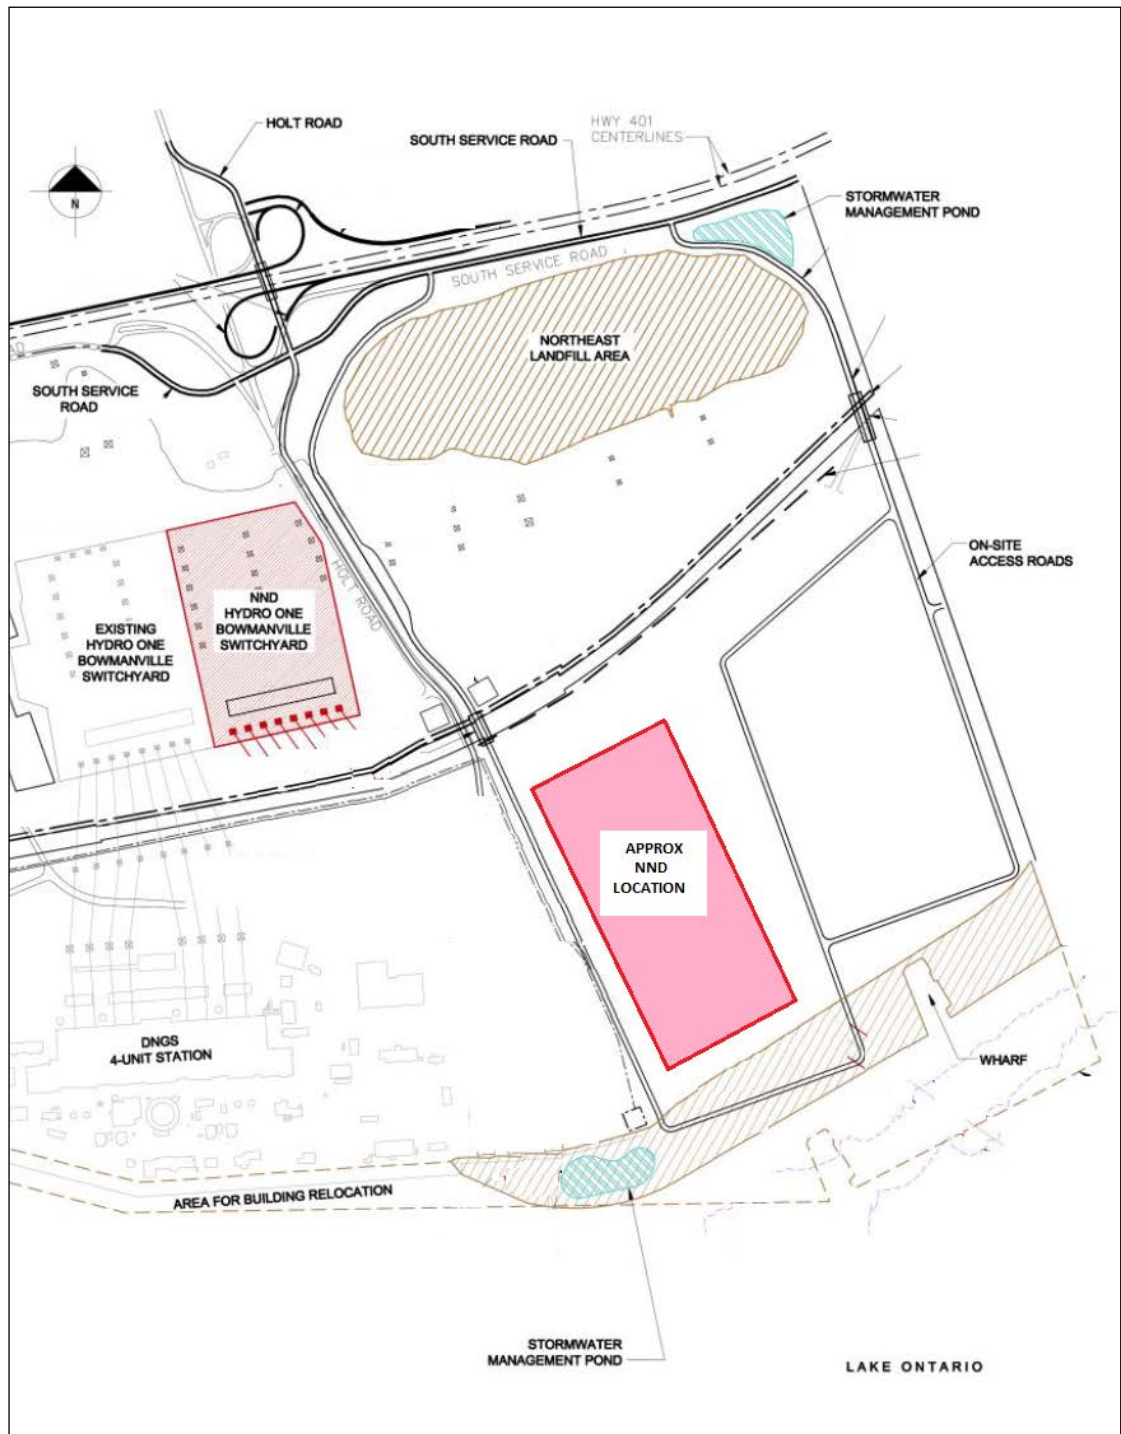 HOLT ROAD
SOUTH SERVICE ROAD
HWY 401
CENTERLINES
N
STORMWATER
MANAGEMENT POND
SOUTH SERVICE ROAD
NORTHEAST
LANDFILL AREA
SOUTH SERVICE
ROAD
HOLT ROAD
NND
HYDRO ONE
BOWMANVILLE
SWITCHYARD
EXISTING
HYDRO ONE
BOWMANVILLE
SWITCHYARD
ON-SITE
ACCESS ROADS
APPROX
NND
LOCATION
DNGS
4-UNIT STATION
WHARF
AREA FOR BUILDING RELOCATION
STORMWATER
MANAGEMENT POND
LAKE ONTARIO